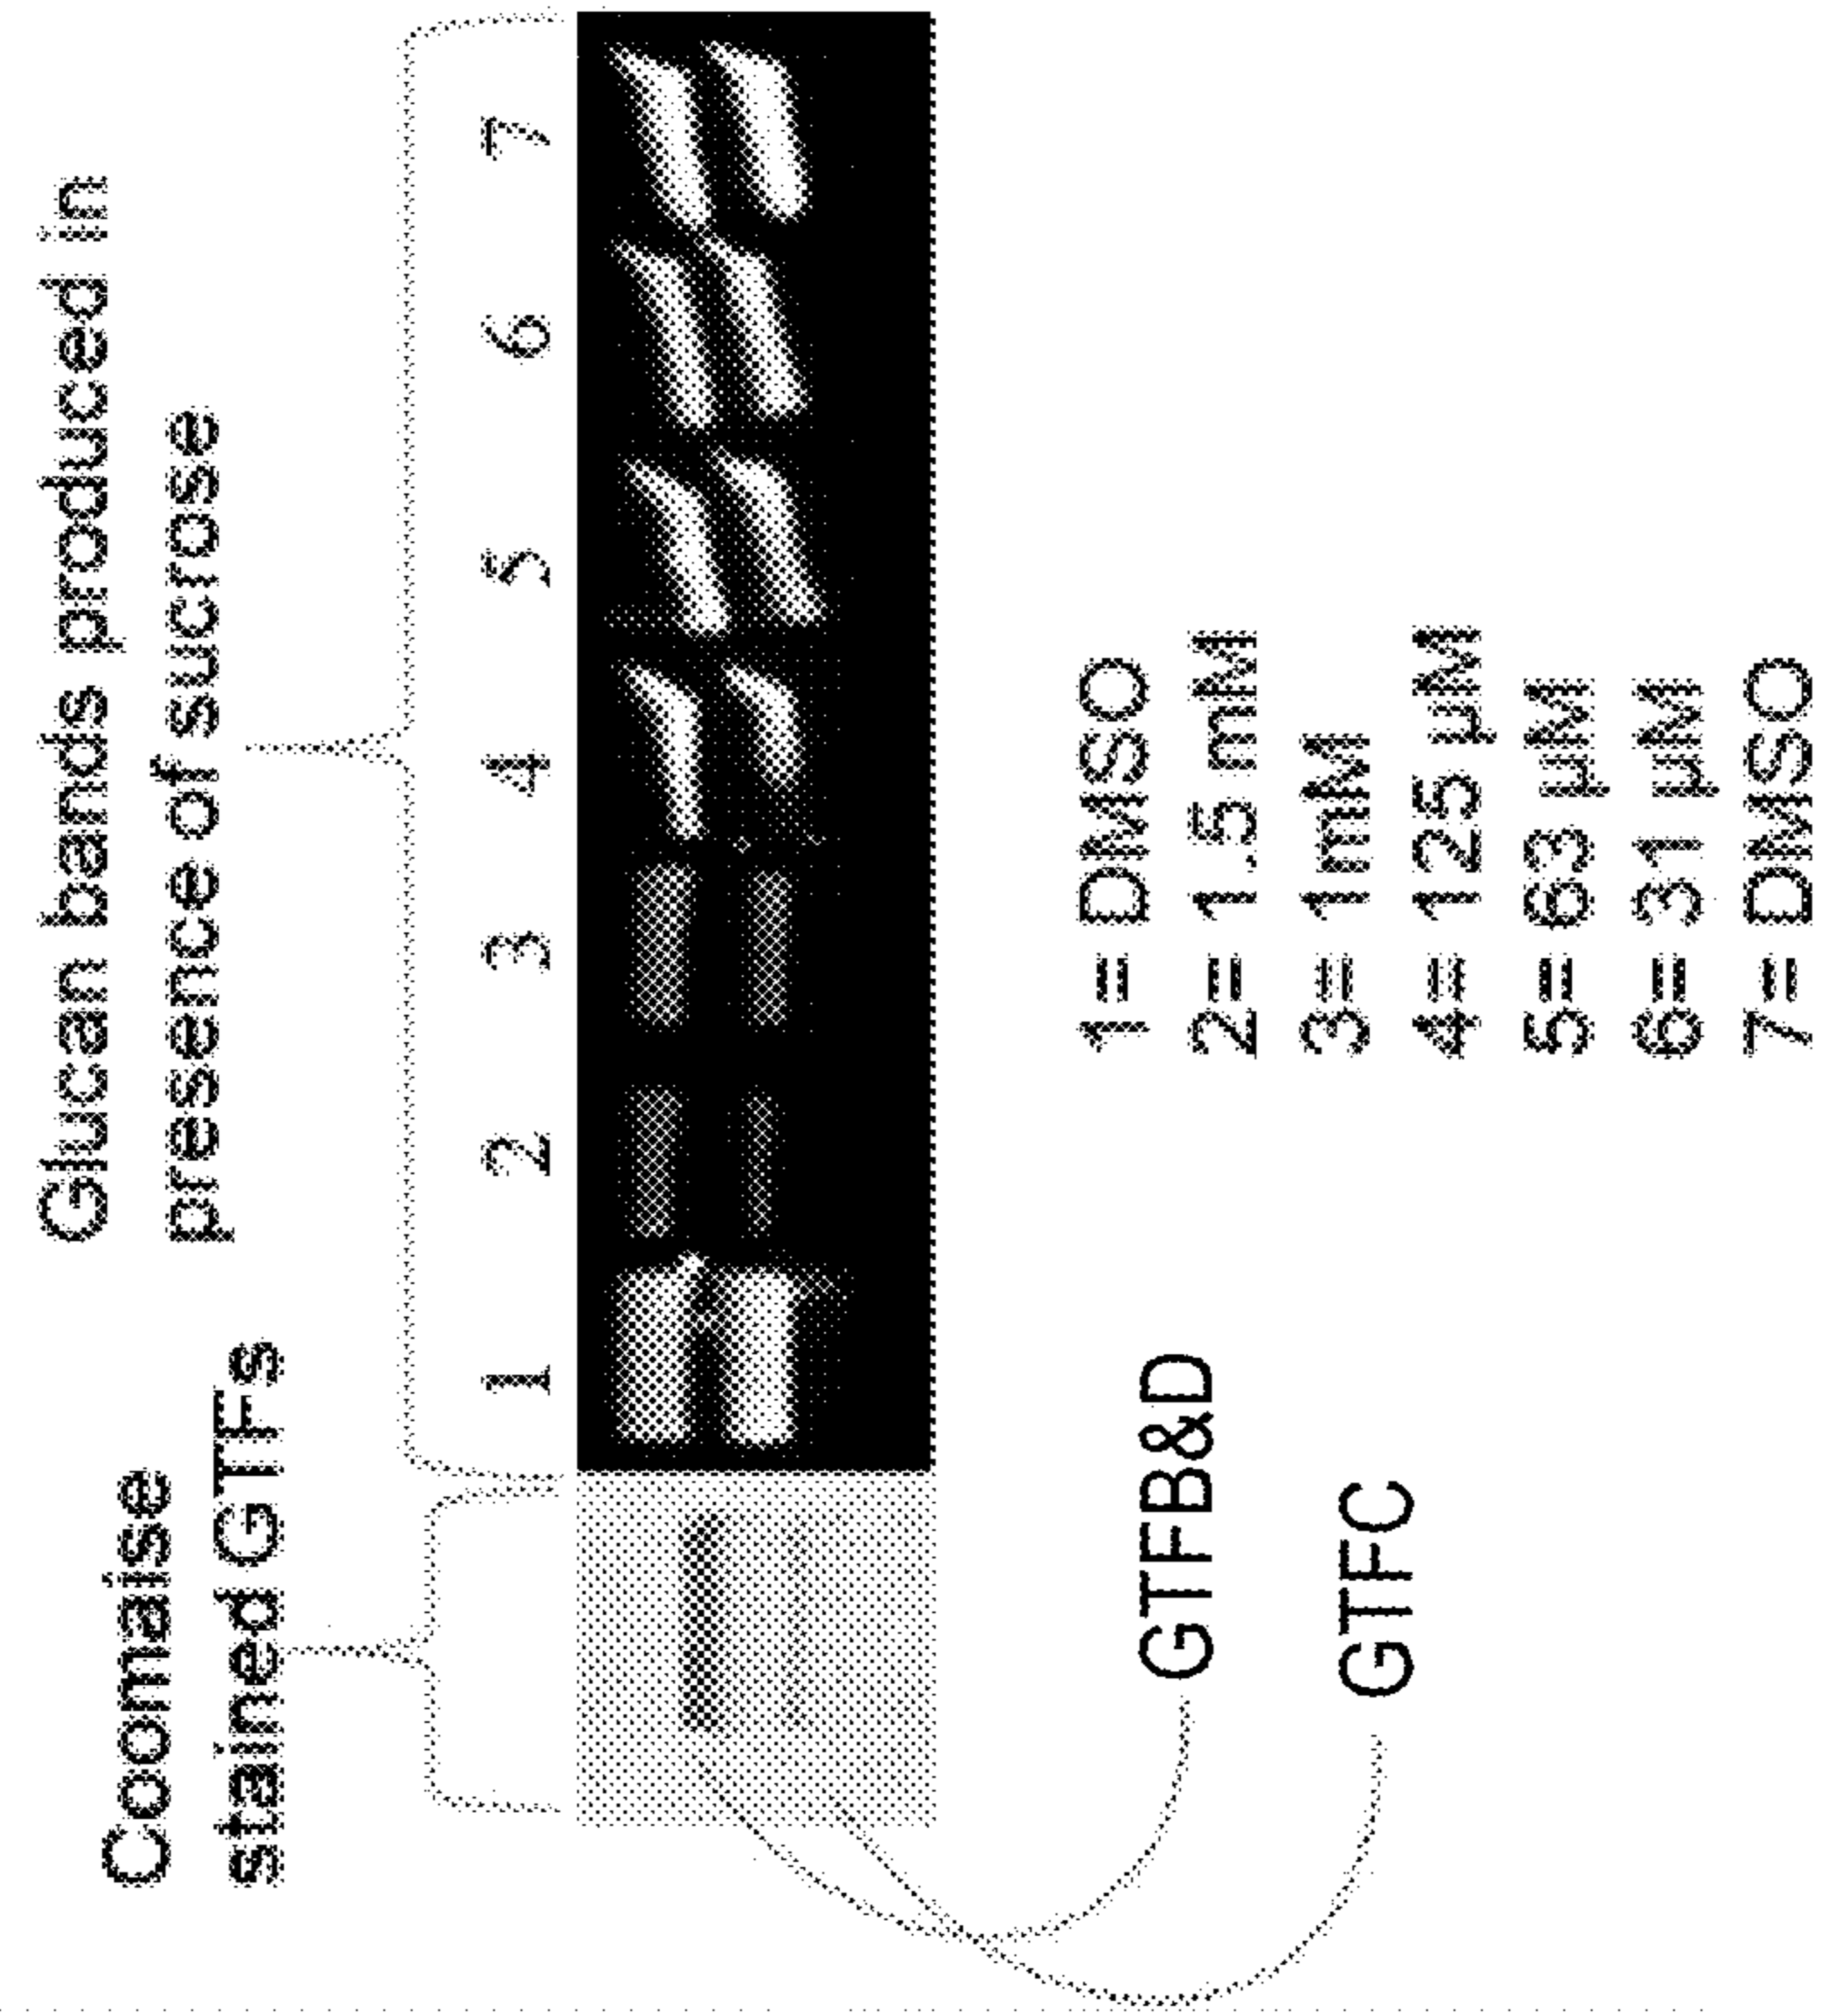 Coomaise
stained GTFs
Glucan bands produced in
presence of sucrose
1 2 3 4 5 6 7
GTFB&D
GTFC
1= DMSO
2= 1.5 mM
3= 1mM
4= 125 µM
5= 63 µM
6= 31 µM
7= DMSO